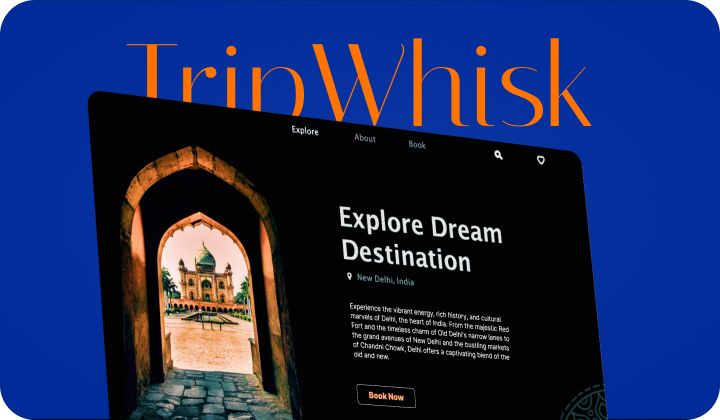 TripWhisk
Explore About Book
Explore Dream
Destination
New Delhi, India
Experience the vibrant energy, rich history, and cultural
marvels of Delhi, the heart of India. From the majestic Red
Fort and the timeless charm of Old Delhi's narrow lanes to
the grand avenues of New Delhi and the bustling markets
of Chandni Chowk, Delhi offers a captivating blend of the
old and new.
Book Now